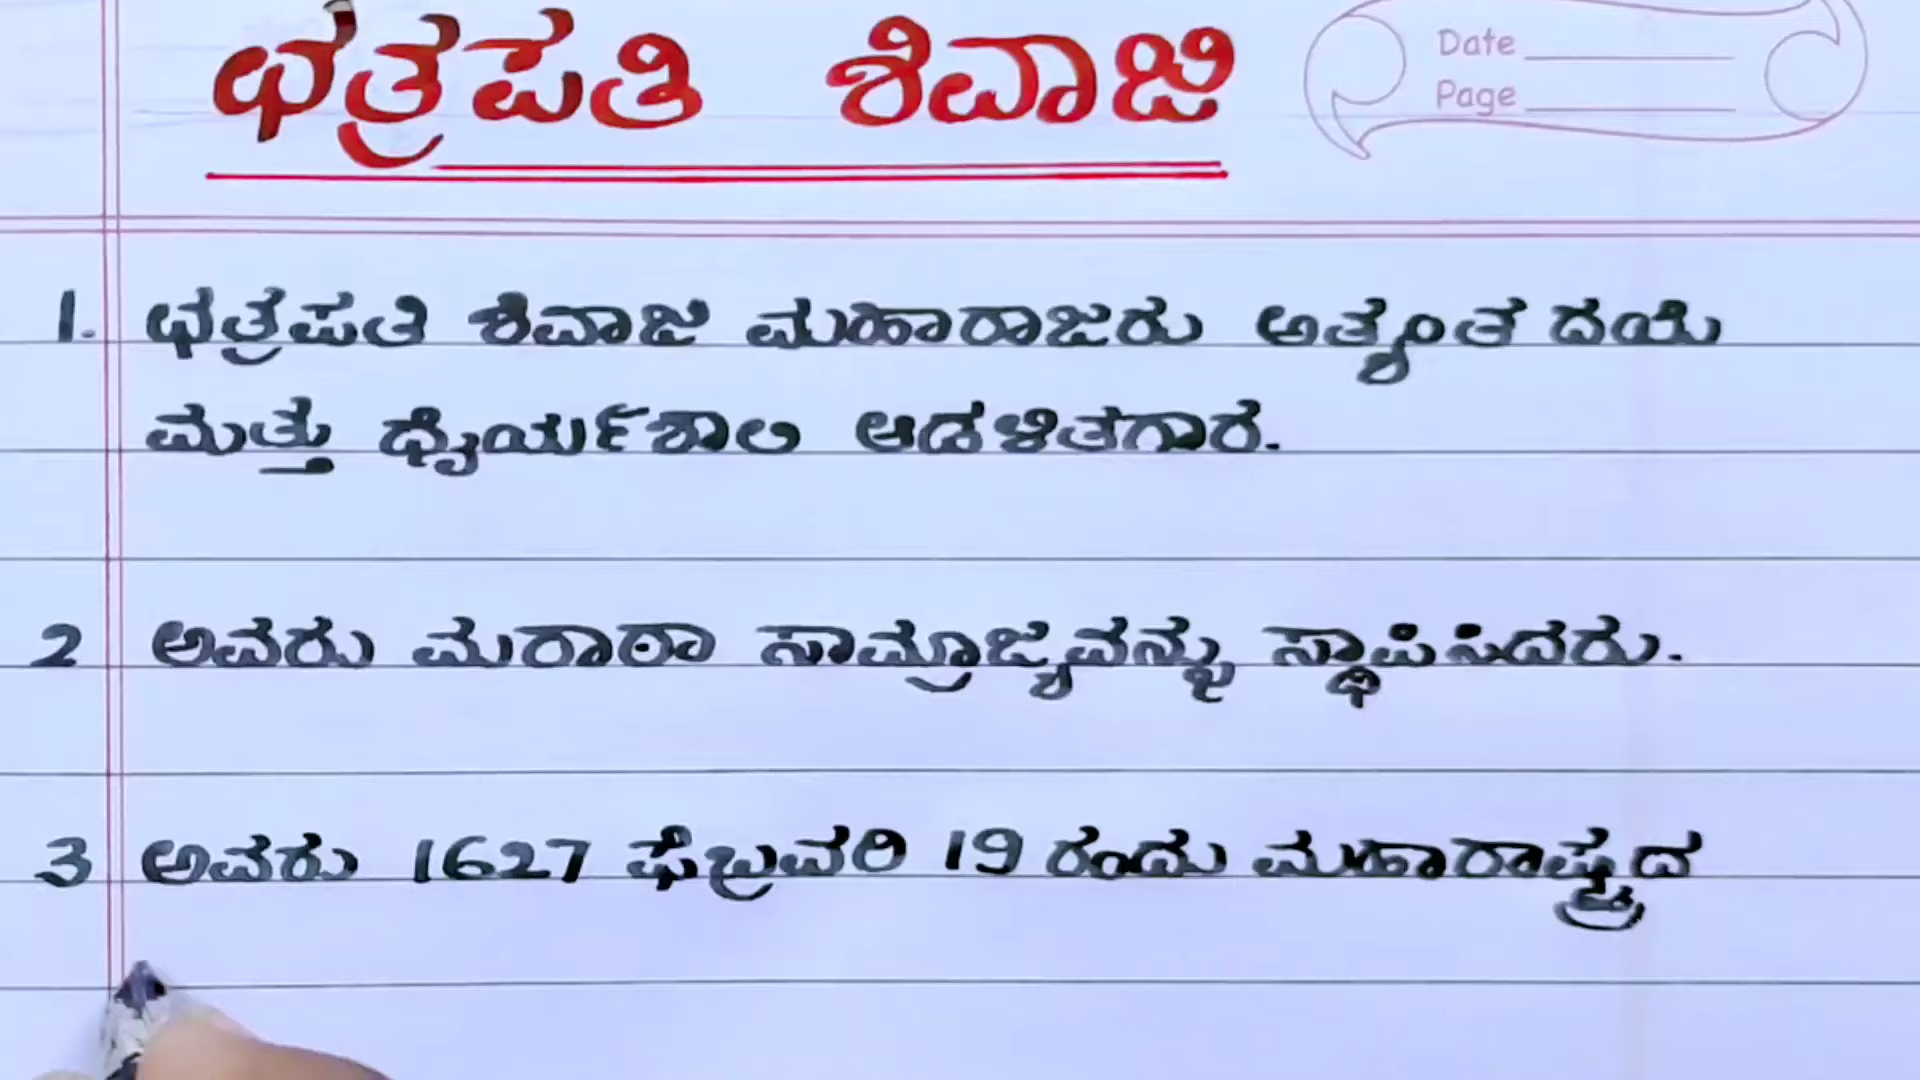 ಛತ್ರಪತಿ ಶಿವಾಜಿ
Date
Page
1. ಛತ್ರಪತಿ ಶಿವಾಜಿ ಮಹಾರಾಜರು ಅತ್ಯಂತ ದಯೆ
ಮತ್ತು ಧೈರ್ಯಶಾಲಿ ಆಡಳಿತಗಾರ.
2 ಅವರು ಮರಾಠಾ ಸಾಮ್ರಾಜ್ಯವನ್ನು ಸ್ಥಾಪಿಸಿದರು.
3 ಅವರು 1627 ಫೆಬ್ರುವರಿ 19 ರಂದು ಮಹಾರಾಷ್ಟ್ರದ